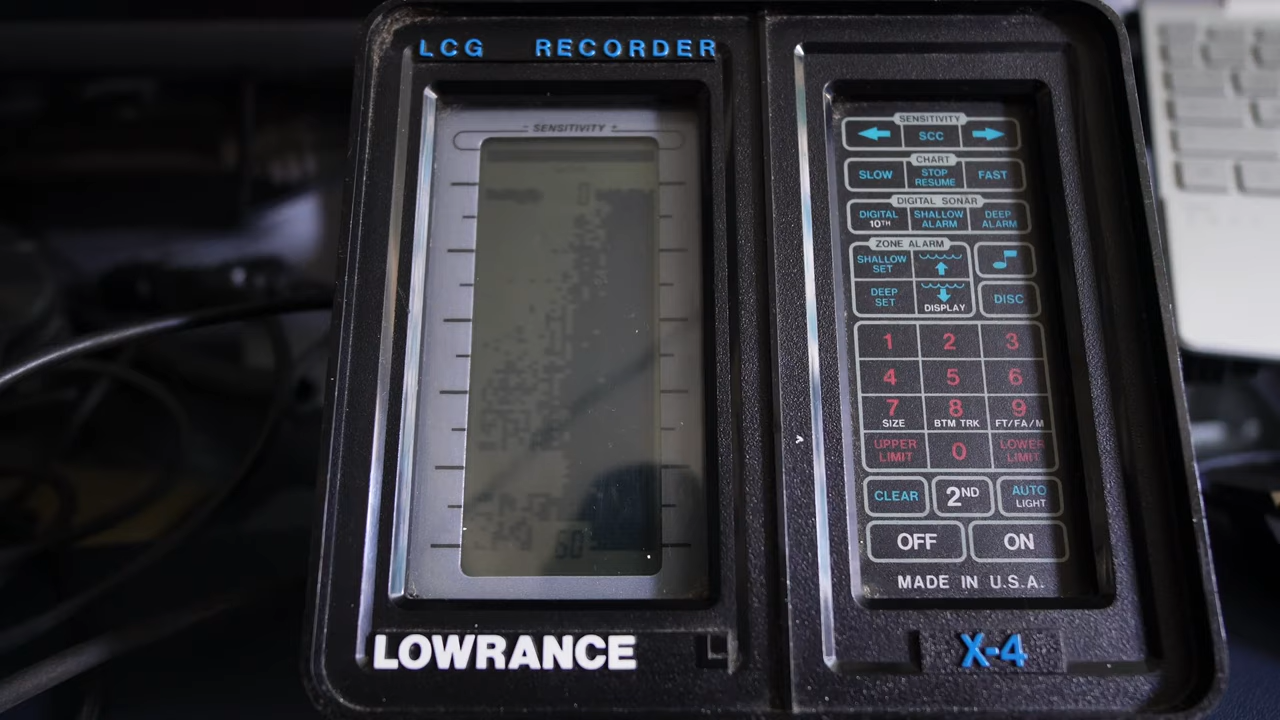 LCG RECORDER
- SENSITIVITY +
60
LOWRANCE
SENSITIVITY
SCC
CHART
SLOW STOP RESUME FAST
DIGITAL SONAR
DIGITAL 10TH SHALLOW ALARM DEEP ALARM
ZONE ALARM
SHALLOW SET
DEEP SET DISPLAY DISC
1 2 3
4 5 6
7 SIZE 8 BTM TRK 9 FT/FA/M
UPPER LIMIT 0 LOWER LIMIT
CLEAR 2ND AUTO LIGHT
OFF ON
MADE IN U.S.A.
X-4